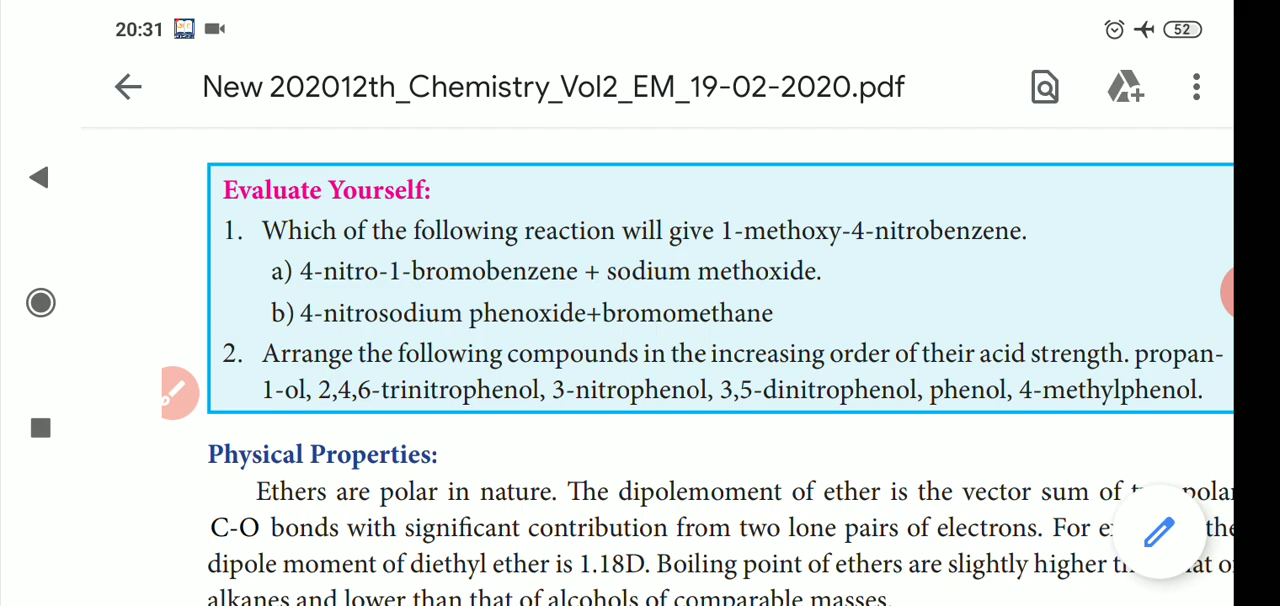 20:31
52
New 202012th_Chemistry_Vol2_EM_19-02-2020.pdf
Evaluate Yourself:
1. Which of the following reaction will give 1-methoxy-4-nitrobenzene.
a) 4-nitro-1-bromobenzene + sodium methoxide.
b) 4-nitrosodium phenoxide+bromomethane
2. Arrange the following compounds in the increasing order of their acid strength. propan-
1-ol, 2,4,6-trinitrophenol, 3-nitrophenol, 3,5-dinitrophenol, phenol, 4-methylphenol.
Physical Properties:
Ethers are polar in nature. The dipolemoment of ether is the vector sum of
C-O bonds with significant contribution from two lone pairs of electrons. For
dipole moment of diethyl ether is 1.18D. Boiling point of ethers are slightly higher
alkanes and lower than that of alcohols of comparable masses.